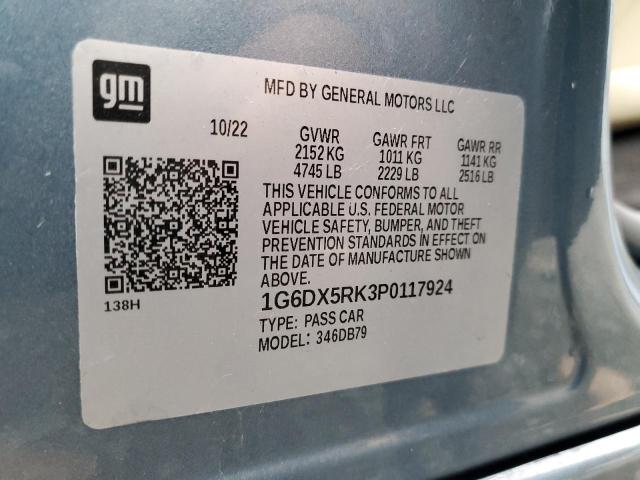 gm
MFD BY GENERAL MOTORS LLC
10/22 GVWR GAWR FRT GAWR RR
2152 KG 1011 KG 1141 KG
4745 LB 2229 LB 2516 LB
THIS VEHICLE CONFORMS TO ALL
APPLICABLE U.S. FEDERAL MOTOR
VEHICLE SAFETY, BUMPER, AND THEFT
PREVENTION STANDARDS IN EFFECT ON
THE DATE OF MANUFACTURE SHOWN
ABOVE.
138H
1G6DX5RK3P0117924
TYPE: PASS CAR
MODEL: 346DB79